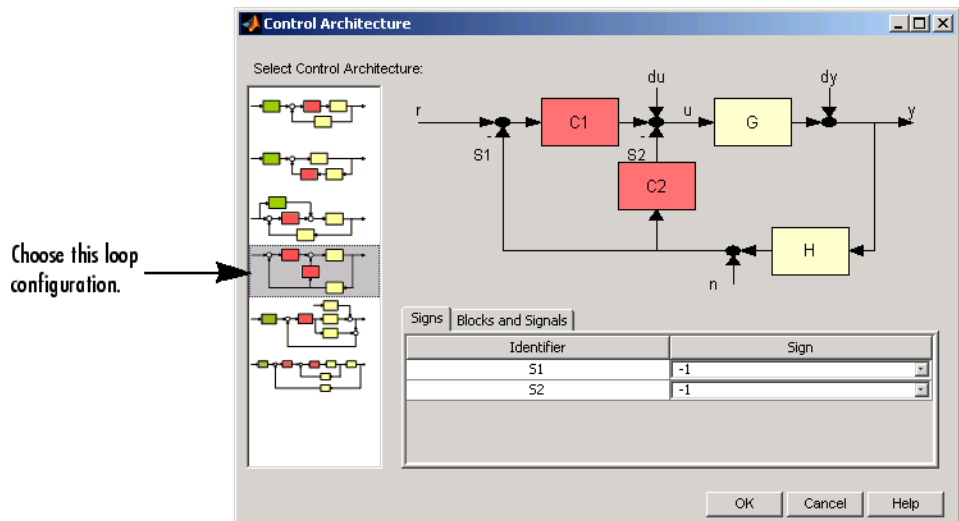 Control Architecture
Select Control Architecture:
Choose this loop
configuration.
r
S1
-
C1
du
-
S2
u
C2
G
dy
y
H
n
Signs
Blocks and Signals
Identifier Sign
S1 -1
S2 -1
OK Cancel Help